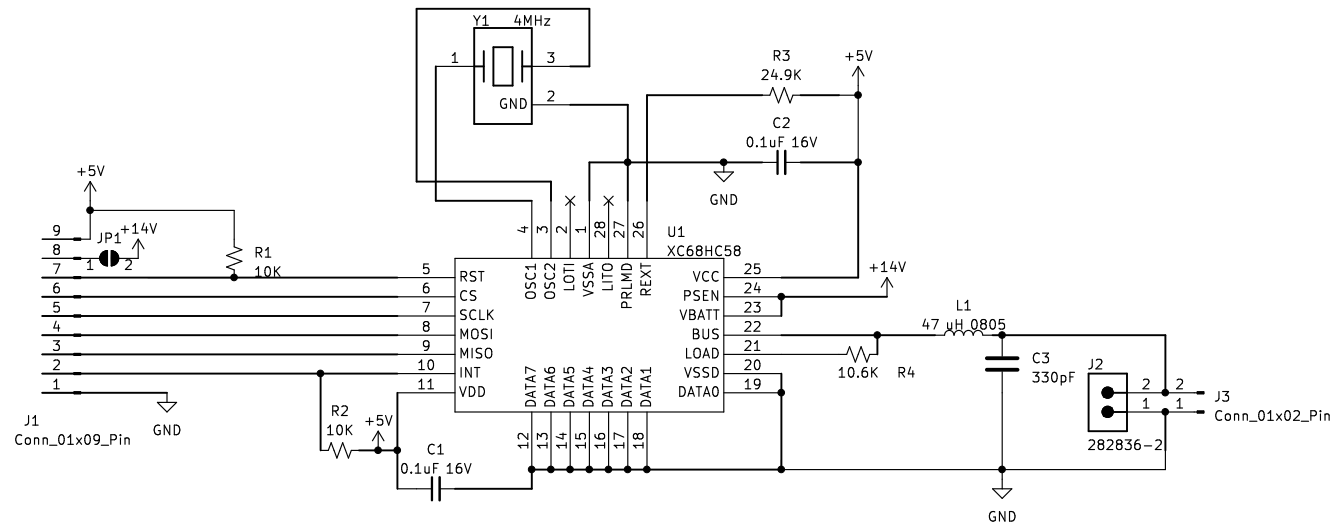 Y1 4MHz
1
3
2
GND
R3
24.9K
+5V
C2
0.1uF 16V
GND
+5V
9
8
7
6
5
4
3
2
1
JP1
1 2
+14V
R1
10K
J1
Conn_01x09_Pin
GND
4
3
2
1
28
27
26
OSC1
OSC2
LOTI
VSSA
LITO
PRLMD
REXT
U1
XC68HC58
5 RST
6 CS
7 SCLK
8 MOSI
9 MISO
10 INT
11 VDD
VCC 25
PSEN 24
VBATT 23
BUS 22
LOAD 21
VSSD 20
DATA0 19
DATA7
DATA6
DATA5
DATA4
DATA3
DATA2
DATA1
12
13
14
15
16
17
18
R2
10K
+5V
C1
0.1uF 16V
+14V
L1
47 uH 0805
10.6K R4
C3
330pF
J2
2
1
282836-2
2
1
J3
Conn_01x02_Pin
GND